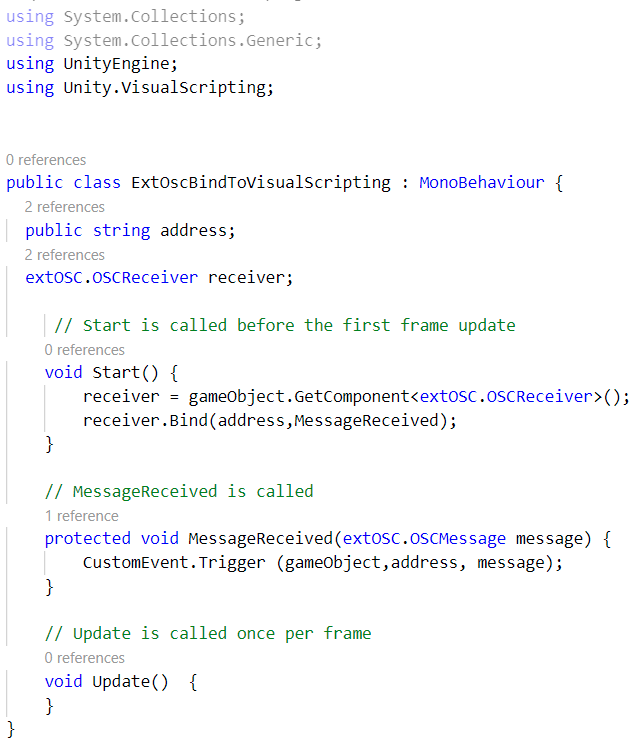 using System.Collections;
using System.Collections.Generic;
using UnityEngine;
using Unity.VisualScripting;
0 references
public class ExtOscBindToVisualScripting : MonoBehaviour {
2 references
public string address;
2 references
extOSC.OSCReceiver receiver;
// Start is called before the first frame update
0 references
void Start() {
receiver = gameObject.GetComponent<extOSC.OSCReceiver>();
receiver.Bind(address,MessageReceived);
}
// MessageReceived is called
1 reference
protected void MessageReceived(extOSC.OSCMessage message) {
CustomEvent.Trigger (gameObject,address, message);
}
// Update is called once per frame
0 references
void Update()  {
}
}